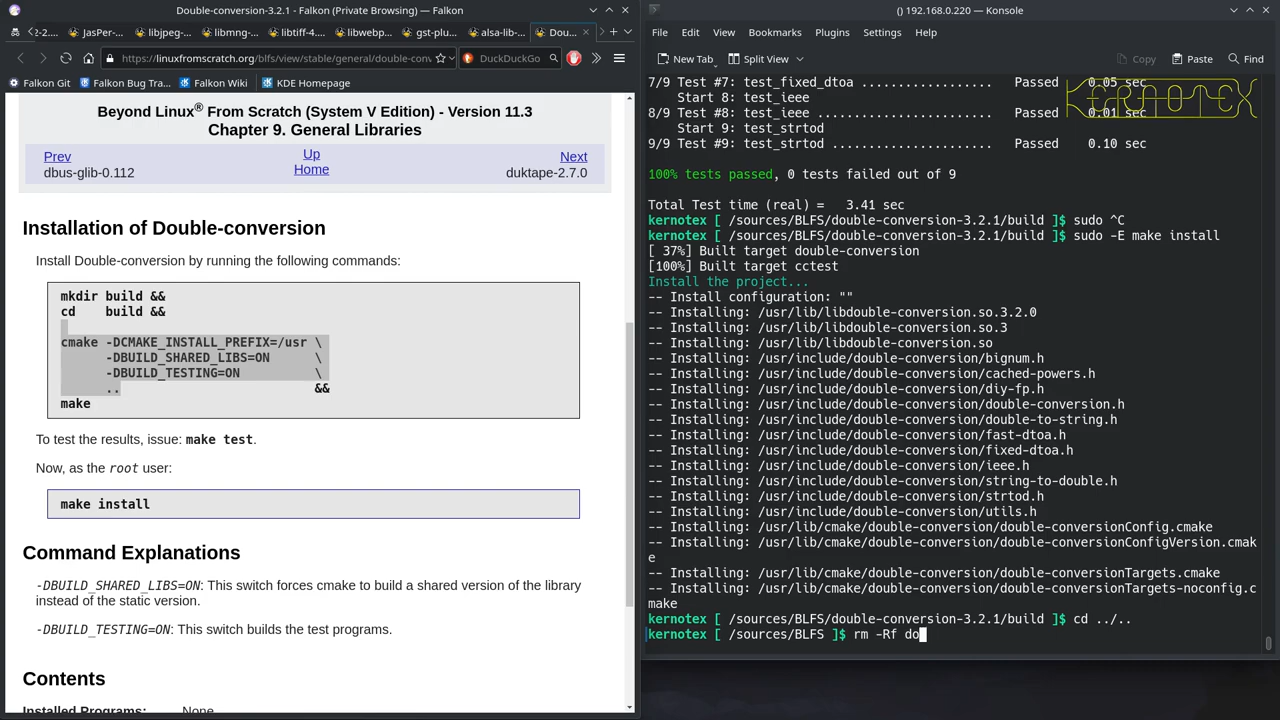 Double-conversion-3.2.1 - Falkon (Private Browsing) — Falkon
2-2....
JasPer-...
libjpeg-...
libmng-...
libtiff-4....
libwebp...
gst-plu...
alsa-lib-...
Dou...
https://linuxfromscratch.org/blfs/view/stable/general/double-conv
DuckDuckGo
Falkon Git
Falkon Bug Tra...
Falkon Wiki
KDE Homepage
Beyond Linux® From Scratch (System V Edition) - Version 11.3
Chapter 9. General Libraries
Prev
Up
Next
dbus-glib-0.112
Home
duktape-2.7.0
Installation of Double-conversion
Install Double-conversion by running the following commands:
mkdir build &&
cd    build &&
cmake -DCMAKE_INSTALL_PREFIX=/usr \
-DBUILD_SHARED_LIBS=ON      \
-DBUILD_TESTING=ON          \
..                          &&
make
To test the results, issue: make test.
Now, as the root user:
make install
Command Explanations
-DBUILD_SHARED_LIBS=ON: This switch forces cmake to build a shared version of the library
instead of the static version.
-DBUILD_TESTING=ON: This switch builds the test programs.
Contents
Installed Programs: None
() 192.168.0.220 — Konsole
File Edit View Bookmarks Plugins Settings Help
New Tab
Split View
Copy
Paste
Find
KERNOTEX
7/9 Test #7: test_fixed_dtoa .................   Passed    0.05 sec
Start 8: test_ieee
8/9 Test #8: test_ieee .......................   Passed    0.01 sec
Start 9: test_strtod
9/9 Test #9: test_strtod .....................   Passed    0.10 sec
100% tests passed, 0 tests failed out of 9
Total Test time (real) =   3.41 sec
kernotex [ /sources/BLFS/double-conversion-3.2.1/build ]$ sudo ^C
kernotex [ /sources/BLFS/double-conversion-3.2.1/build ]$ sudo -E make install
[ 37%] Built target double-conversion
[100%] Built target cctest
Install the project...
-- Install configuration: ""
-- Installing: /usr/lib/libdouble-conversion.so.3.2.0
-- Installing: /usr/lib/libdouble-conversion.so.3
-- Installing: /usr/lib/libdouble-conversion.so
-- Installing: /usr/include/double-conversion/bignum.h
-- Installing: /usr/include/double-conversion/cached-powers.h
-- Installing: /usr/include/double-conversion/diy-fp.h
-- Installing: /usr/include/double-conversion/double-conversion.h
-- Installing: /usr/include/double-conversion/double-to-string.h
-- Installing: /usr/include/double-conversion/fast-dtoa.h
-- Installing: /usr/include/double-conversion/fixed-dtoa.h
-- Installing: /usr/include/double-conversion/ieee.h
-- Installing: /usr/include/double-conversion/string-to-double.h
-- Installing: /usr/include/double-conversion/strtod.h
-- Installing: /usr/include/double-conversion/utils.h
-- Installing: /usr/lib/cmake/double-conversion/double-conversionConfig.cmake
-- Installing: /usr/lib/cmake/double-conversion/double-conversionConfigVersion.cmak
e
-- Installing: /usr/lib/cmake/double-conversion/double-conversionTargets.cmake
-- Installing: /usr/lib/cmake/double-conversion/double-conversionTargets-noconfig.c
make
kernotex [ /sources/BLFS/double-conversion-3.2.1/build ]$ cd ../..
kernotex [ /sources/BLFS ]$ rm -Rf do